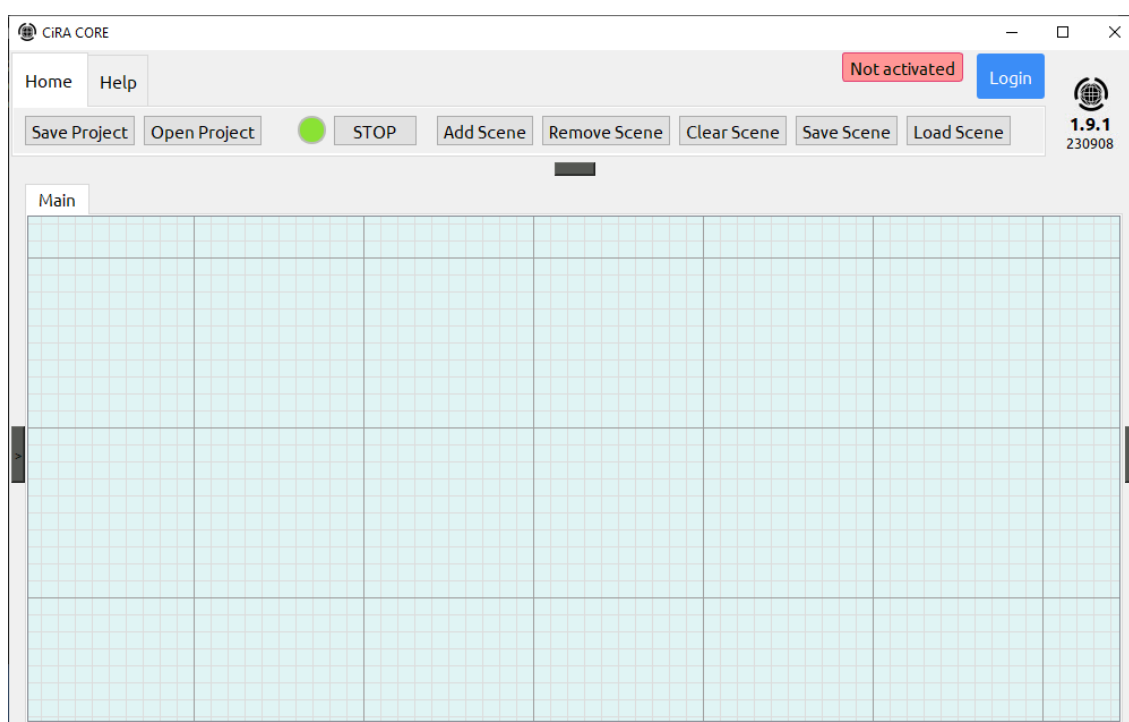 CiRA CORE
Home Help Not activated Login
Save Project Open Project STOP Add Scene Remove Scene Clear Scene Save Scene Load Scene
1.9.1
230908
Main
>